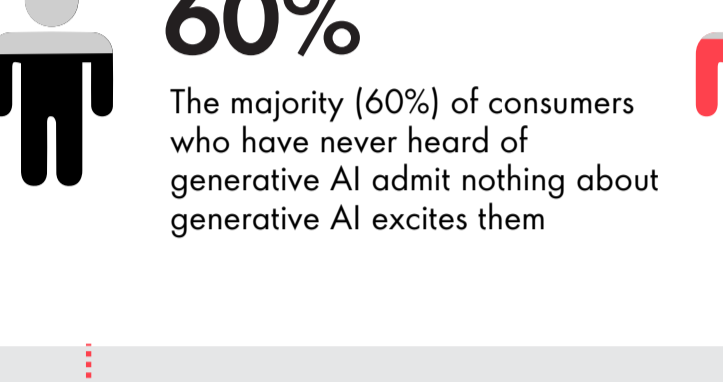 60%
The majority (60%) of consumers
who have never heard of
generative AI admit nothing about
generative AI excites them